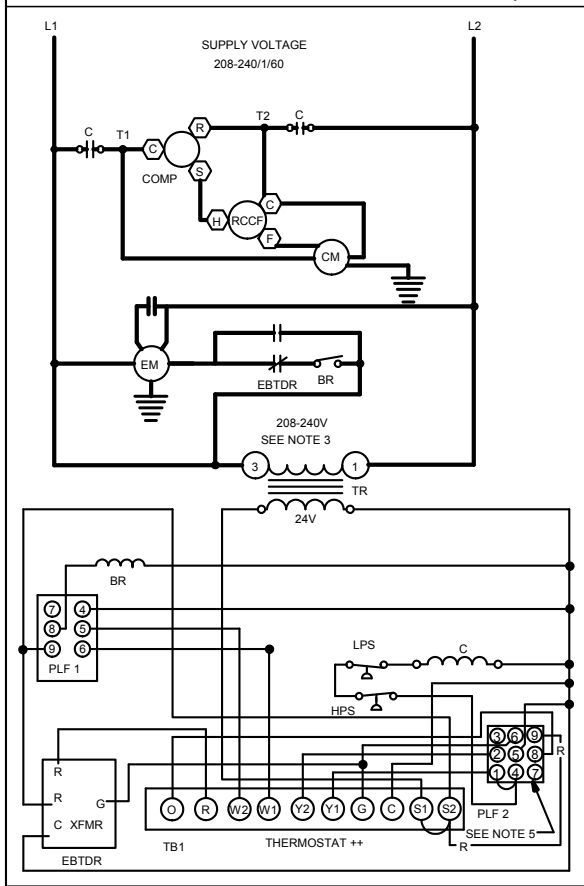 L1 L2
SUPPLY VOLTAGE
208-240/1/60
C T1 C R T2 C
COMP S
H RCCF C
F CM
EM
EBTDR BR
208-240V
SEE NOTE 3
3 1
TR
24V
BR
7 4
8 5
9 6
PLF 1
LPS C
HPS
3 6 9
2 5 8
1 4 7
R
PLF 2
SEE NOTE 5
R
R G
C XFMR
EBTDR
O R W2 W1 Y2 Y1 G C S1 S2
TB1 THERMOSTAT ++ R